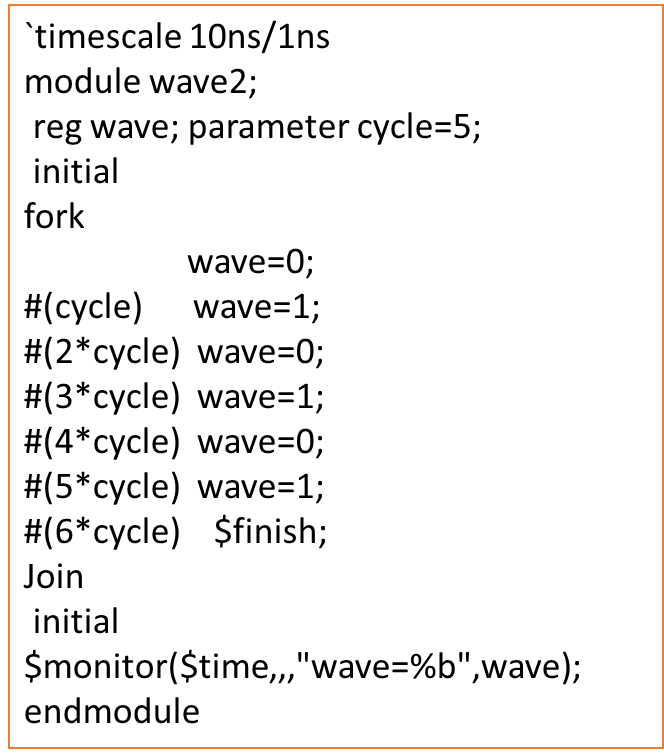 `timescale 10ns/1ns
module wave2;
reg wave; parameter cycle=5;
initial
fork
wave=0;
#(cycle) wave=1;
#(2*cycle) wave=0;
#(3*cycle) wave=1;
#(4*cycle) wave=0;
#(5*cycle) wave=1;
#(6*cycle) $finish;
Join
initial
$monitor($time,,,"wave=%b",wave);
endmodule